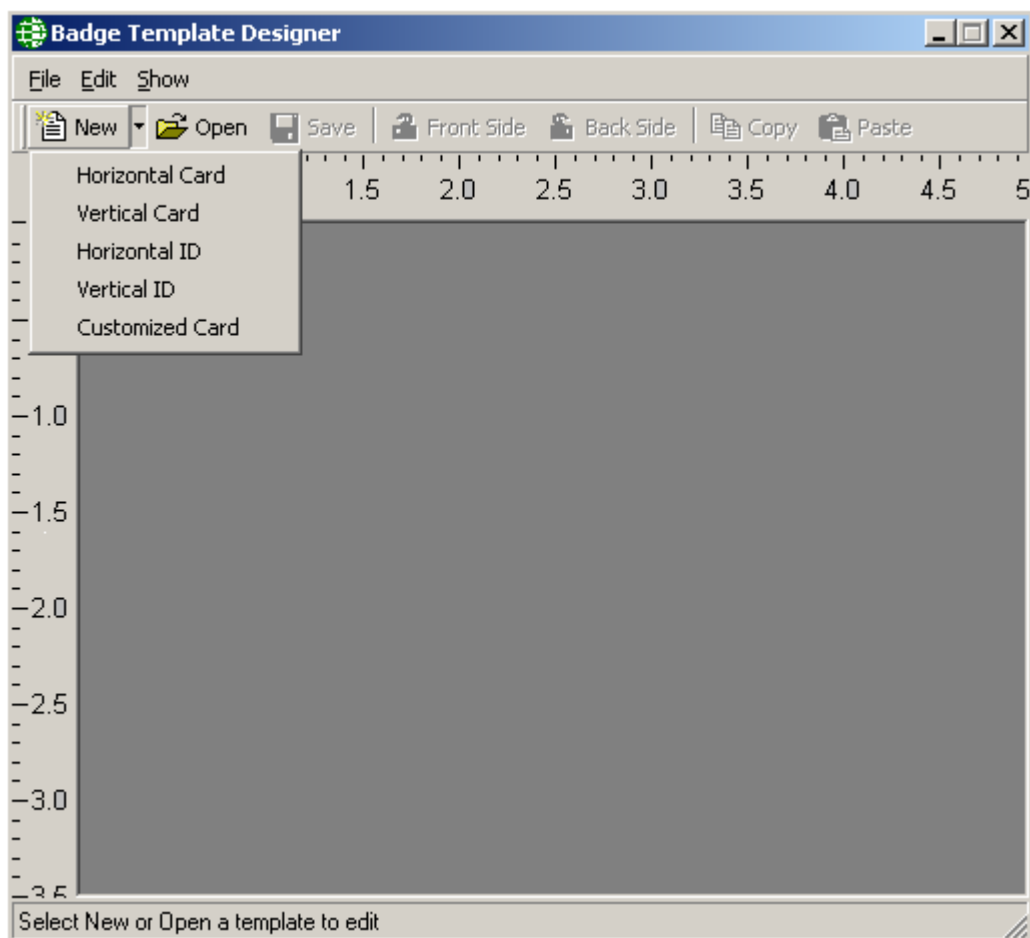 Badge Template Designer
File Edit Show
New Open Save Front Side Back Side Copy Paste
1.5 2.0 2.5 3.0 3.5 4.0 4.5 5
Horizontal Card
Vertical Card
Horizontal ID
Vertical ID
Customized Card
1.0
1.5
2.0
2.5
3.0
3.5
Select New or Open a template to edit